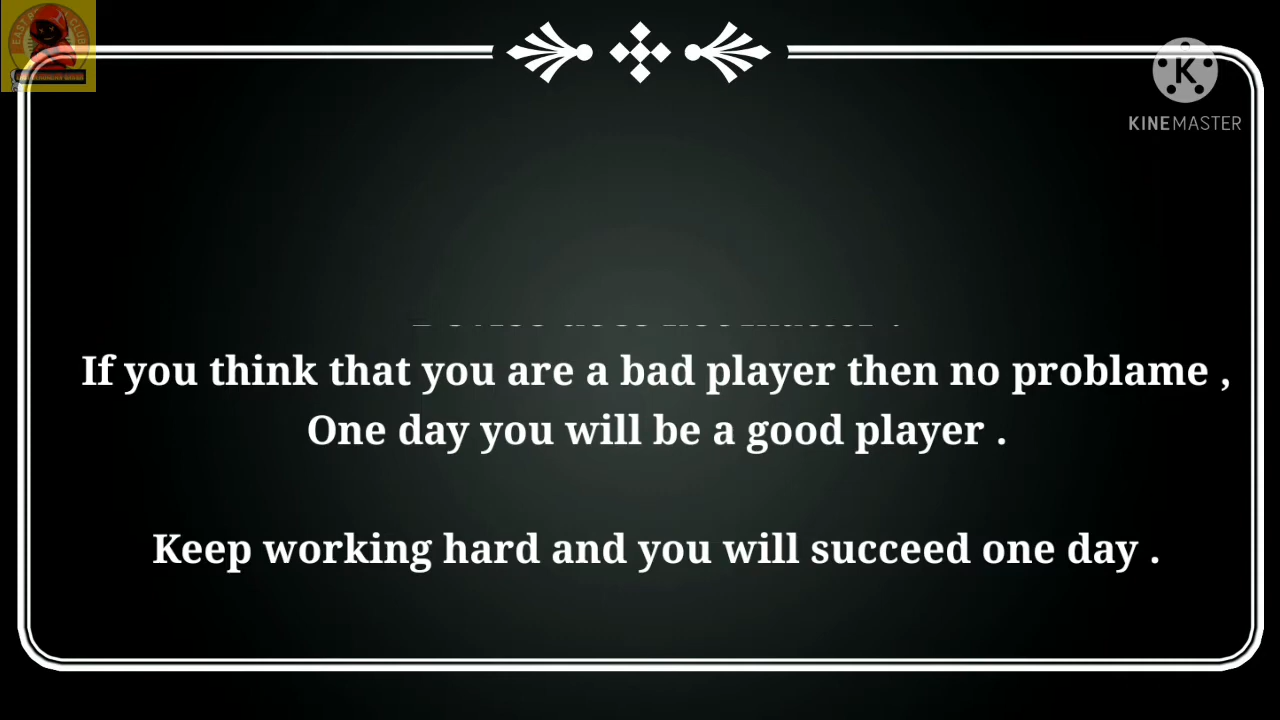 KINEMASTER
If you think that you are a bad player then no problame ,
One day you will be a good player .
Keep working hard and you will succeed one day .